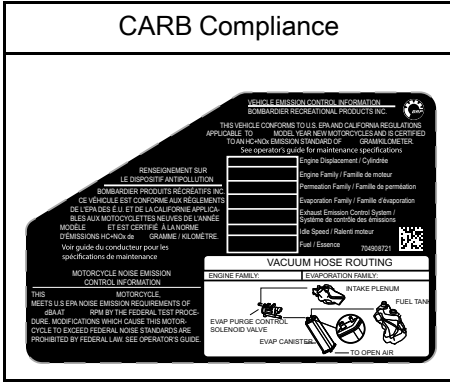 CARB Compliance
VEHICLE EMISSION CONTROL INFORMATION
BOMBARDIER RECREATIONAL PRODUCTS INC.
THIS VEHICLE CONFORMS TO U.S. EPA AND CALIFORNIA REGULATIONS
APPLICABLE TO MODEL YEAR NEW MOTORCYCLES AND IS CERTIFIED
TO AN HC+NOx EMISSION STANDARD OF GRAM/KILOMETER.
See operator's guide for maintenance specifications
RENSEIGNEMENT SUR
LE DISPOSITIF ANTIPOLLUTION
BOMBARDIER PRODUITS RÉCRÉATIFS INC.
CE VÉHICULE EST CONFORME AUX RÉGLEMENTS
DE L'EPA DES É.U. ET DE LA CALIFORNIE APPLICA-
BLES AUX MOTOCYCLETTES NEUVES DE L'ANNÉE
MODÈLE ET EST CERTIFIÉ À LA NORME
D'ÉMISSIONS HC+NOx de GRAMME / KILOMÈTRE.
Voir guide du conducteur pour les
spécifications de maintenance
Engine Displacement / Cylindrée
Engine Family / Famille de moteur
Permeation Family / Famille de perméation
Evaporation Family / Famille d'évaporation
Exhaust Emission Control System /
Système de contrôle des émissions
Idle Speed / Ralenti moteur
Fuel / Essence 704908721
MOTORCYCLE NOISE EMISSION
CONTROL INFORMATION
THIS MOTORCYCLE,
MEETS U.S EPA NOISE EMISSION REQUIREMENTS OF
dBA AT RPM BY THE FEDERAL TEST PROCE-
DURE. MODIFICATIONS WHICH CAUSE THIS MOTOR-
CYCLE TO EXCEED FEDERAL NOISE STANDARDS ARE
PROHIBITED BY FEDERAL LAW. SEE OPERATOR'S GUIDE.
VACUUM HOSE ROUTING
ENGINE FAMILY: EVAPORATION FAMILY:
INTAKE PLENUM
FUEL TANK
EVAP PURGE CONTROL
SOLENOID VALVE
EVAP CANISTER
TO OPEN AIR